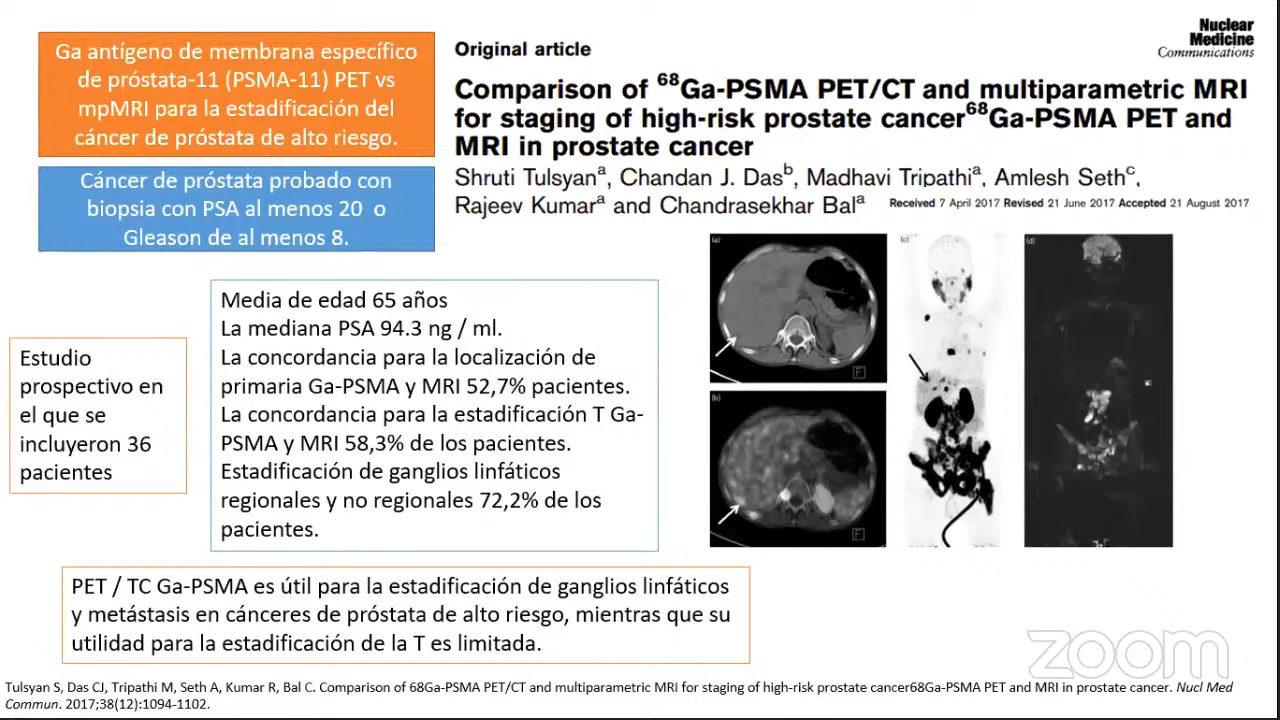 Ga antígeno de membrana específico
de próstata-11 (PSMA-11) PET vs
mpMRI para la estadificación del
cáncer de próstata de alto riesgo.
Cáncer de próstata probado con
biopsia con PSA al menos 20 o
Gleason de al menos 8.
Nuclear
Medicine
Communications
Original article
Comparison of 68Ga-PSMA PET/CT and multiparametric MRI
for staging of high-risk prostate cancer68Ga-PSMA PET and
MRI in prostate cancer
Shruti Tulsyana, Chandan J. Dasb, Madhavi Tripathia, Amlesh Sethc,
Rajeev Kumara and Chandrasekhar Bala
Received 7 April 2017 Revised 21 June 2017 Accepted 21 August 2017
Estudio
prospectivo en
el que se
incluyeron 36
pacientes
Media de edad 65 años
La mediana PSA 94.3 ng / ml.
La concordancia para la localización de
primaria Ga-PSMA y MRI 52,7% pacientes.
La concordancia para la estadificación T Ga-
PSMA y MRI 58,3% de los pacientes.
Estadificación de ganglios linfáticos
regionales y no regionales 72,2% de los
pacientes.
(a)
F
(b)
F
(c)
(d)
PET / TC Ga-PSMA es útil para la estadificación de ganglios linfáticos
y metástasis en cánceres de próstata de alto riesgo, mientras que su
utilidad para la estadificación de la T es limitada.
zoom
Tulsyan S, Das CJ, Tripathi M, Seth A, Kumar R, Bal C. Comparison of 68Ga-PSMA PET/CT and multiparametric MRI for staging of high-risk prostate cancer68Ga-PSMA PET and MRI in prostate cancer. Nucl Med
Commun. 2017;38(12):1094-1102.